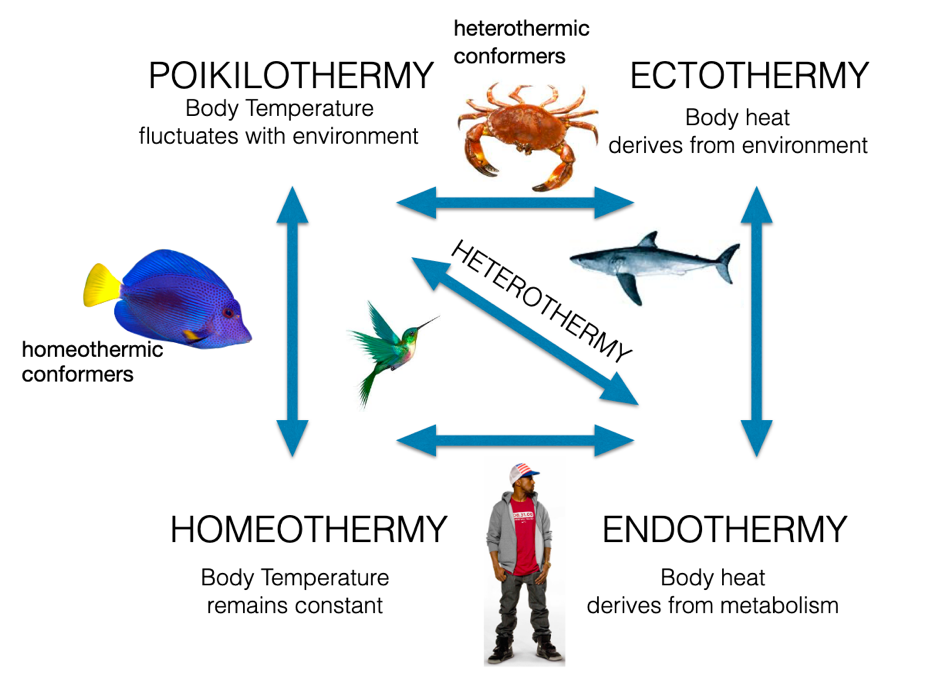 heterothermic
conformers
POIKILOTHERMY
Body Temperature
fluctuates with environment
ECTOTHERMY
Body heat
derives from environment
HETEROTHERMY
homeothermic
conformers
HOMEOTHERMY
Body Temperature
remains constant
ENDOTHERMY
Body heat
derives from metabolism